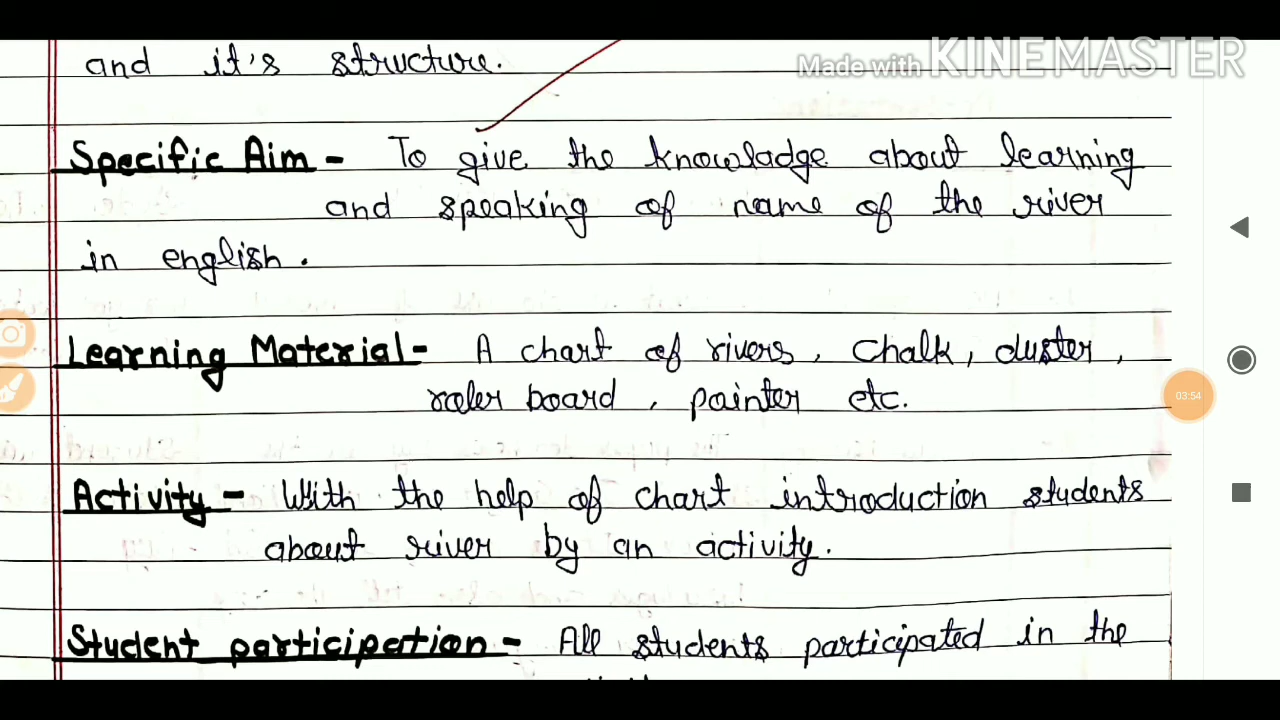 and it's structure.
Made with KINEMASTER
Specific Aim - To give the knowladge about learning
and speaking of name of the river
in english.
Learning Material - A chart of rivers, chalk, duster,
roler board, painter etc.
03:54
Activity - With the help of chart introduction students
about river by an activity.
Student participation - All students participated in the